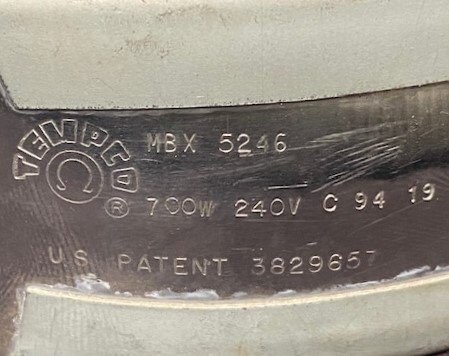 TEMPCO
C
MBX 5246
® 700W 240V C 94 19
U.S. PATENT 3829657